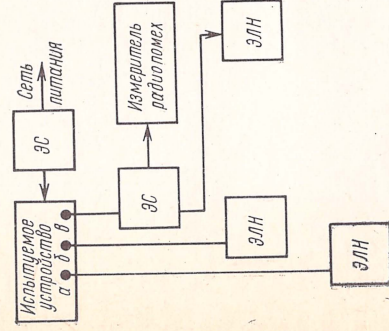 Испытуемое
устройство
а б в
ЭС
Сеть
питания
ЭС
Измеритель
радиопомех
ЭЛН
ЭЛН
ЭЛН